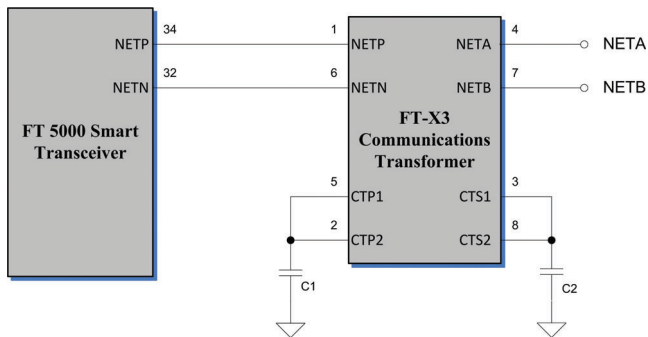 34 1 4
NETP NETP NETA NETA
32 6 7
NETN NETN NETB NETB
FT 5000 Smart
Transceiver
FT-X3
Communications
Transformer
5 3
CTP1 CTS1
2 8
CTP2 CTS2
C1 C2